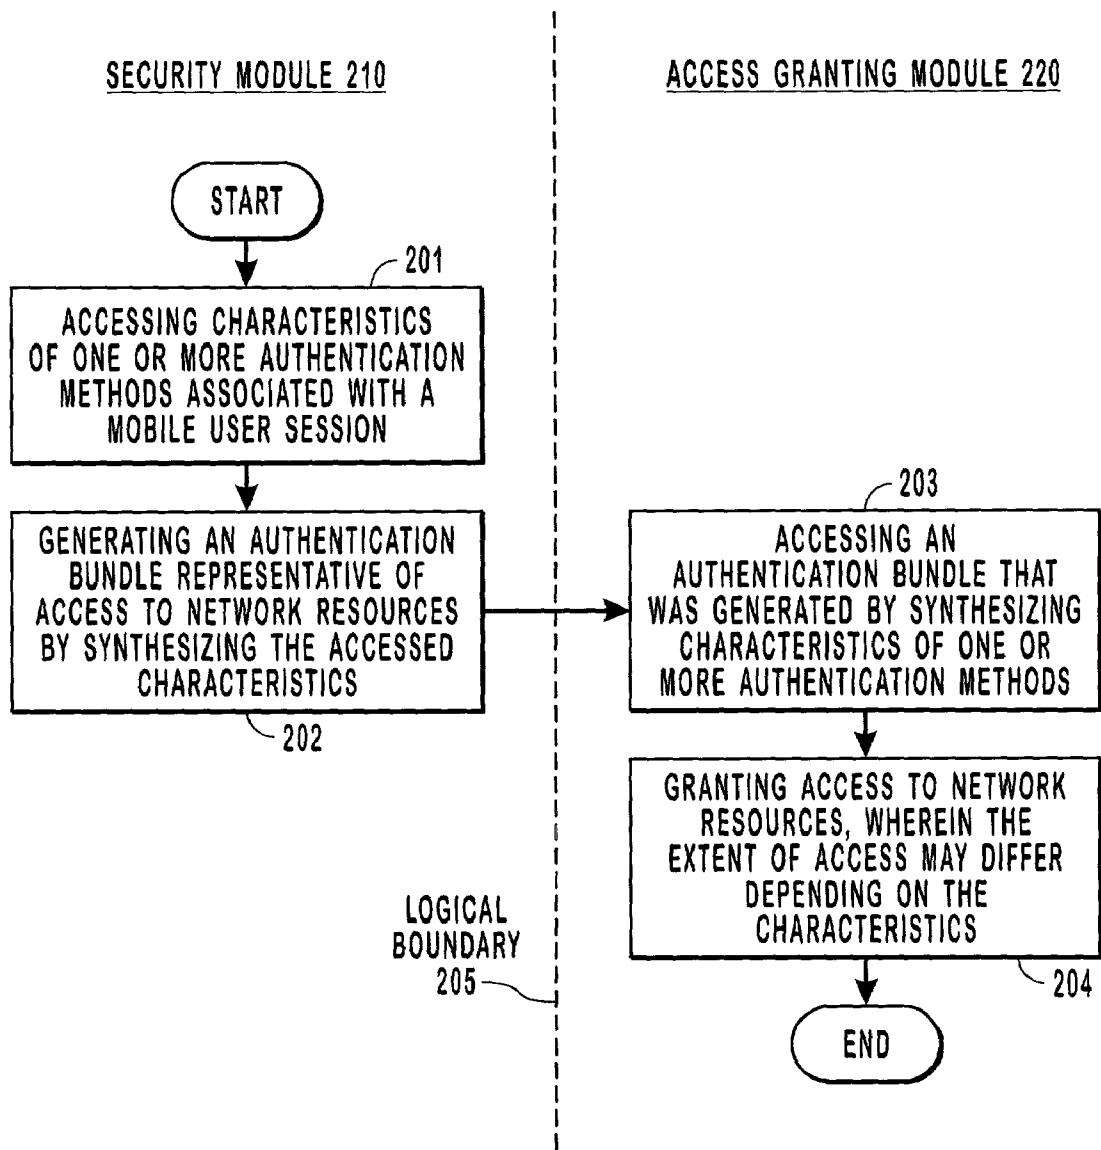 SECURITY MODULE 210
START
201
ACCESSING CHARACTERISTICS
OF ONE OR MORE AUTHENTICATION
METHODS ASSOCIATED WITH A
MOBILE USER SESSION
GENERATING AN AUTHENTICATION
BUNDLE REPRESENTATIVE OF
ACCESS TO NETWORK RESOURCES
BY SYNTHESIZING THE ACCESSED
CHARACTERISTICS
202
LOGICAL
BOUNDARY
205
ACCESS GRANTING MODULE 220
203
ACCESSING AN
AUTHENTICATION BUNDLE THAT
WAS GENERATED BY SYNTHESIZING
CHARACTERISTICS OF ONE OR
MORE AUTHENTICATION METHODS
GRANTING ACCESS TO NETWORK
RESOURCES, WHEREIN THE
EXTENT OF ACCESS MAY DIFFER
DEPENDING ON THE
CHARACTERISTICS
204
END